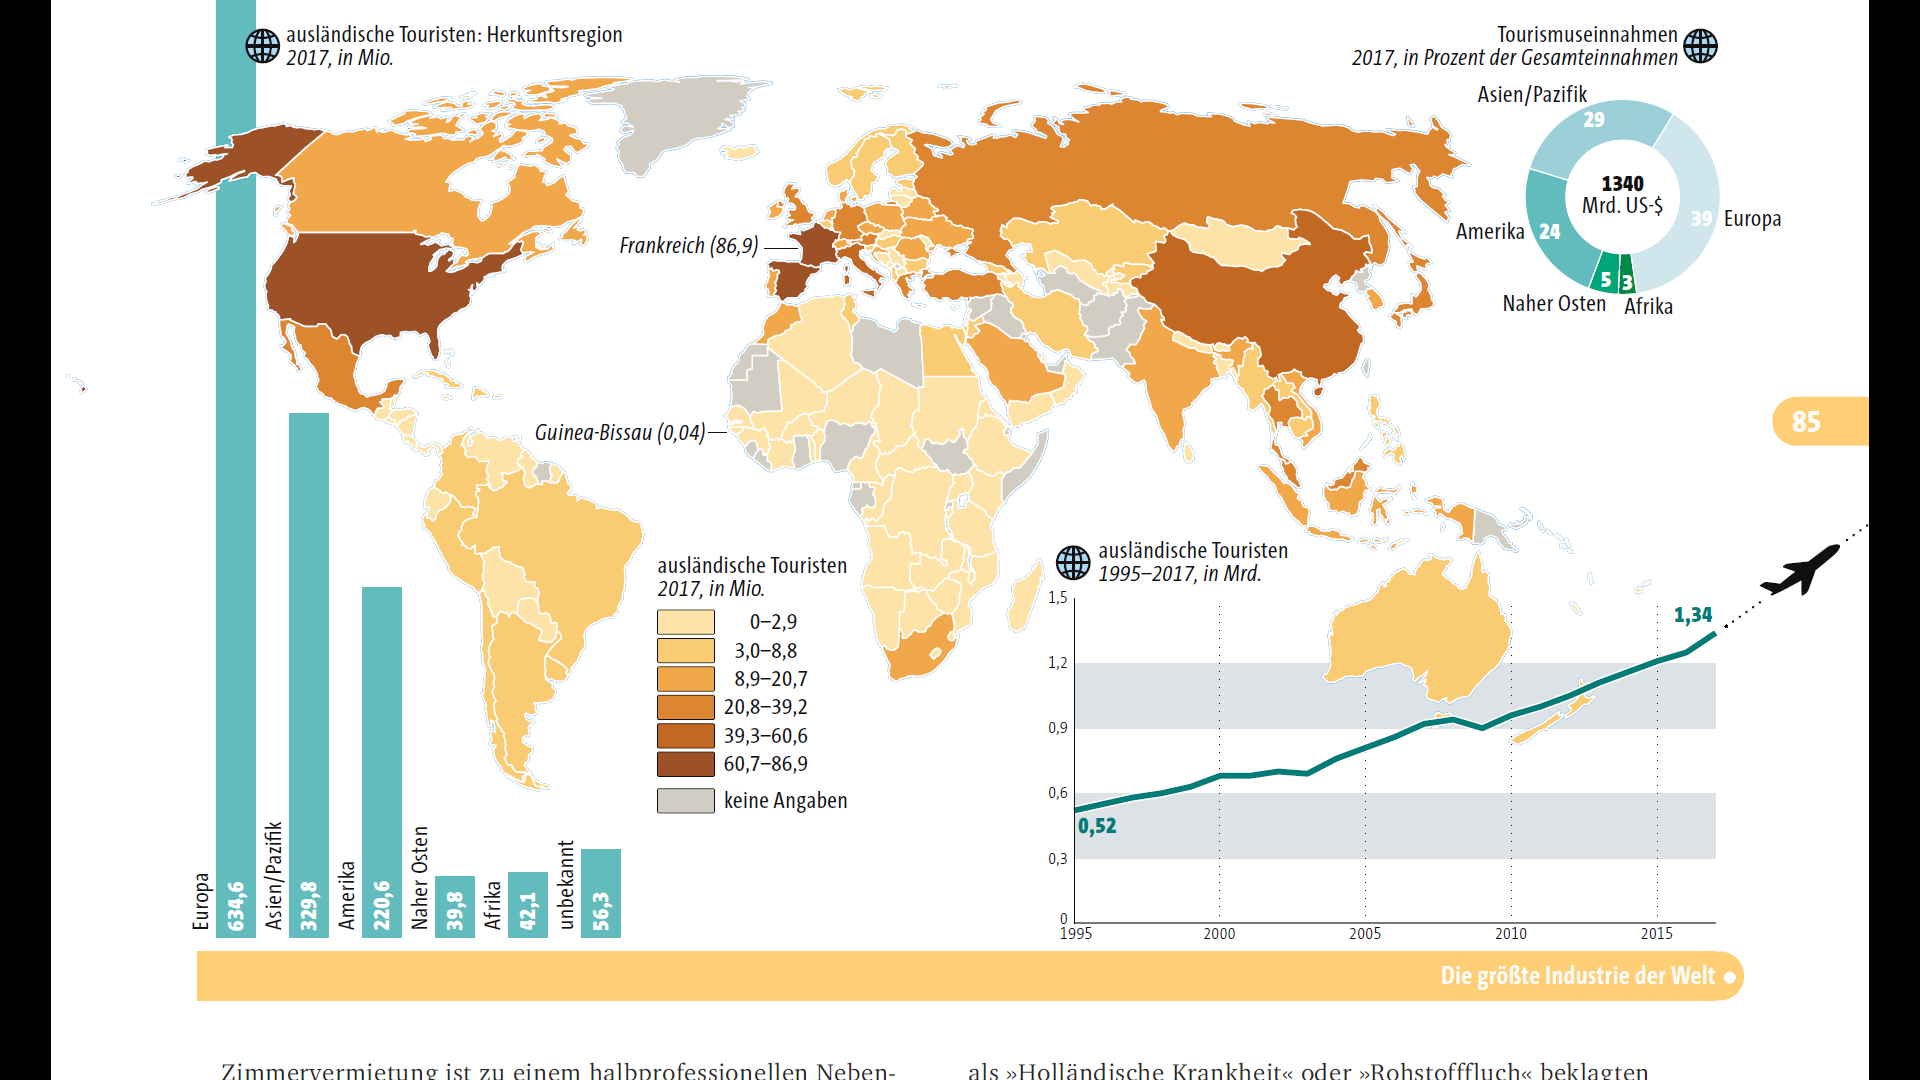 ausländische Touristen: Herkunftsregion
2017, in Mio.
Tourismuseinnahmen
2017, in Prozent der Gesamteinnahmen
Asien/Pazifik
29
1340
Mrd. US-$
39 Europa
Amerika 24
5
3
Naher Osten
Afrika
Frankreich (86,9)
Guinea-Bissau (0,04)
85
ausländische Touristen
2017, in Mio.
0–2,9
3,0–8,8
8,9–20,7
20,8–39,2
39,3–60,6
60,7–86,9
keine Angaben
ausländische Touristen
1995–2017, in Mrd.
1,5
1,2
0,9
0,6
0,3
0
1,34
0,52
1995
2000
2005
2010
2015
Europa
634,6
Asien/Pazifik
329,8
Amerika
220,6
Naher Osten
39,8
Afrika
42,1
unbekannt
56,3
Die größte Industrie der Welt
Zimmervermietung ist zu einem halbprofessionellen Neben-
als »Holländische Krankheit« oder »Rohstofffluch« beklagten